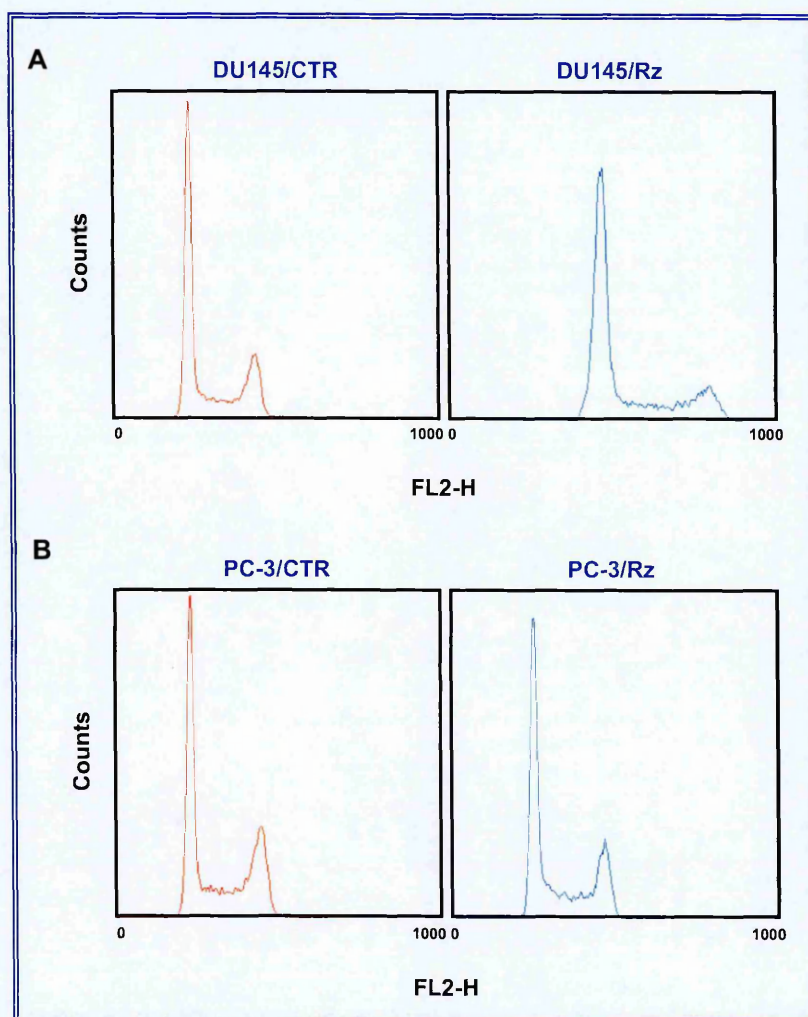 A
DU145/CTR
DU145/Rz
Counts
0
1000
0
1000
FL2-H
B
PC-3/CTR
PC-3/Rz
Counts
0
1000
0
1000
FL2-H